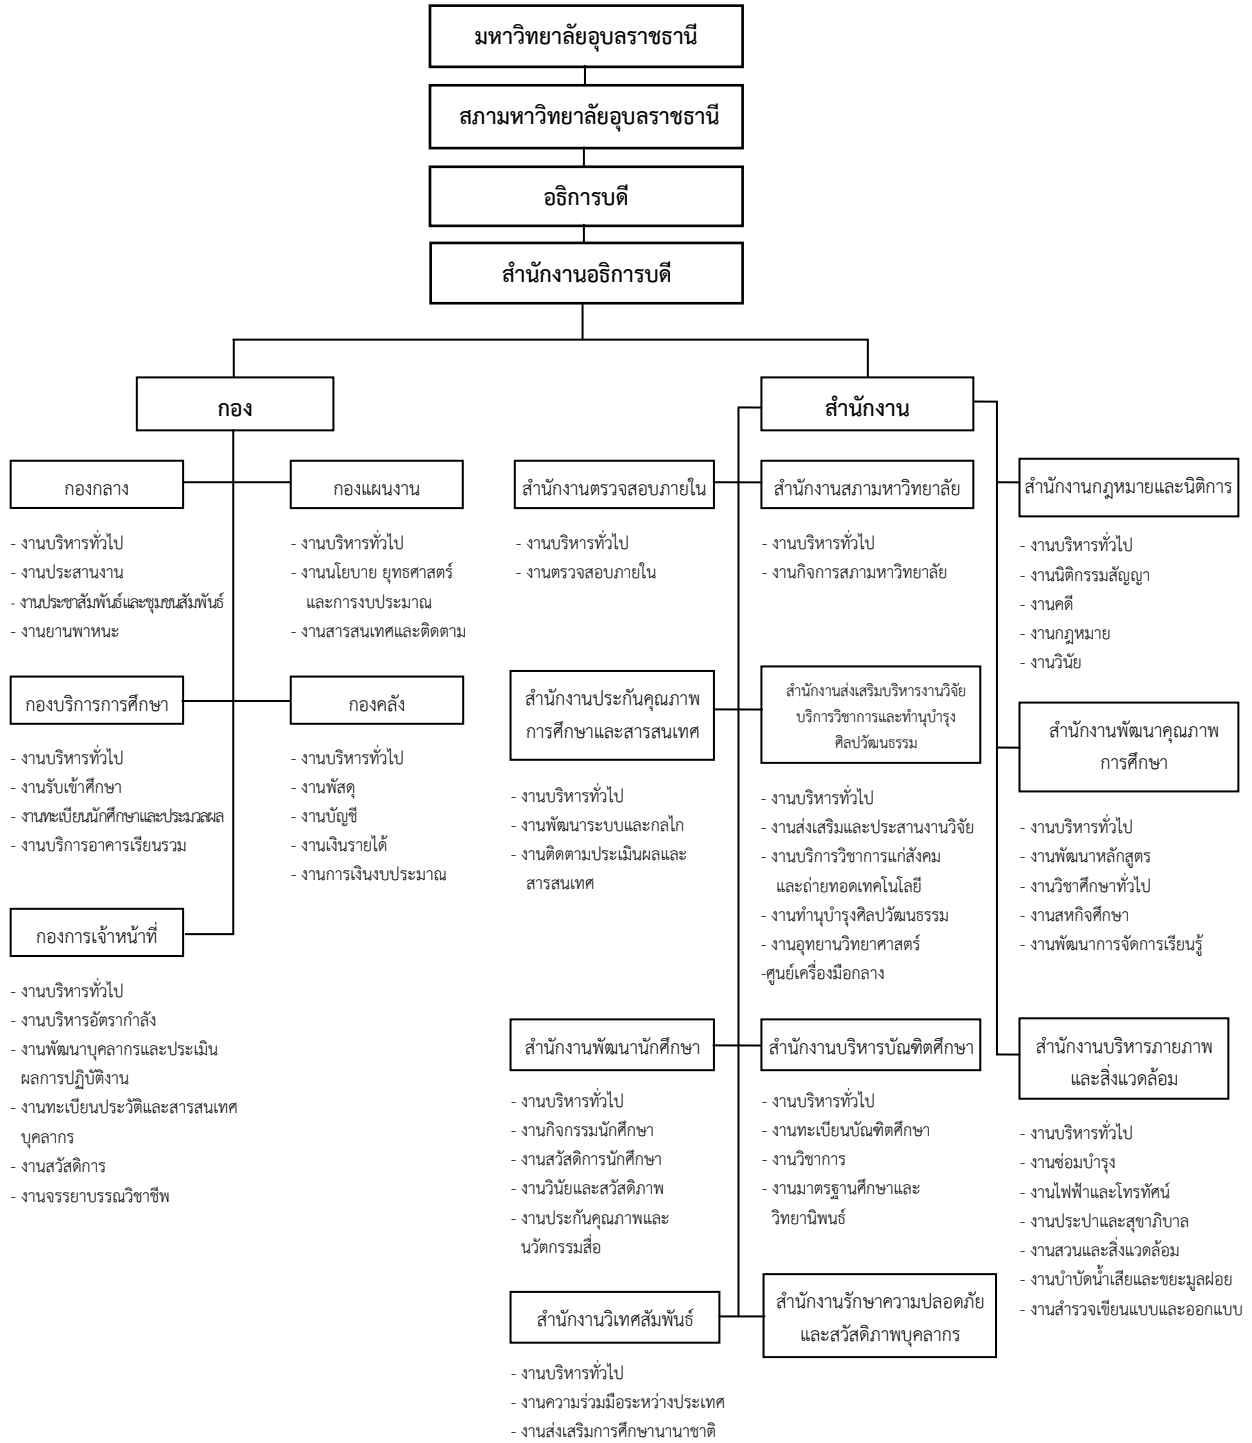 มหาวิทยาลัยอุบลราชธานี
สภามหาวิทยาลัยอุบลราชธานี
อธิการบดี
สำนักงานอธิการบดี
กอง
กองกลาง
- งานบริหารทั่วไป
- งานประสานงาน
- งานประชาสัมพันธ์และชุมชนสัมพันธ์
- งานยานพาหนะ
กองแผนงาน
- งานบริหารทั่วไป
- งานนโยบาย ยุทธศาสตร์
และการงบประมาณ
- งานสารสนเทศและติดตาม
กองบริการการศึกษา
- งานบริหารทั่วไป
- งานรับเข้าศึกษา
- งานทะเบียนนักศึกษาและประมวลผล
- งานบริการอาคารเรียนรวม
กองคลัง
- งานบริหารทั่วไป
- งานพัสดุ
- งานบัญชี
- งานเงินรายได้
- งานการเงินงบประมาณ
กองการเจ้าหน้าที่
- งานบริหารทั่วไป
- งานบริหารอัตรากำลัง
- งานพัฒนาบุคลากรและประเมิน
ผลการปฏิบัติงาน
- งานทะเบียนประวัติและสารสนเทศ
บุคลากร
- งานสวัสดิการ
- งานจรรยาบรรณวิชาชีพ
สำนักงาน
สำนักงานตรวจสอบภายใน
- งานบริหารทั่วไป
- งานตรวจสอบภายใน
สำนักงานสภามหาวิทยาลัย
- งานบริหารทั่วไป
- งานกิจการสภามหาวิทยาลัย
สำนักงานกฎหมายและนิติการ
- งานบริหารทั่วไป
- งานนิติกรรมสัญญา
- งานคดี
- งานกฎหมาย
- งานวินัย
สำนักงานประกันคุณภาพ
การศึกษาและสารสนเทศ
- งานบริหารทั่วไป
- งานพัฒนาระบบและกลไก
- งานติดตามประเมินผลและ
สารสนเทศ
สำนักงานส่งเสริมบริหารงานวิจัย
บริการวิชาการและทำนุบำรุง
ศิลปวัฒนธรรม
- งานบริหารทั่วไป
- งานส่งเสริมและประสานงานวิจัย
- งานบริการวิชาการแก่สังคม
และถ่ายทอดเทคโนโลยี
- งานทำนุบำรุงศิลปวัฒนธรรม
- งานอุทยานวิทยาศาสตร์
-ศูนย์เครื่องมือกลาง
สำนักงานพัฒนาคุณภาพ
การศึกษา
- งานบริหารทั่วไป
- งานพัฒนาหลักสูตร
- งานวิชาศึกษาทั่วไป
- งานสหกิจศึกษา
- งานพัฒนาการจัดการเรียนรู้
สำนักงานพัฒนานักศึกษา
- งานบริหารทั่วไป
- งานกิจกรรมนักศึกษา
- งานสวัสดิการนักศึกษา
- งานวินัยและสวัสดิภาพ
- งานประกันคุณภาพและ
นวัตกรรมสื่อ
สำนักงานบริหารบัณฑิตศึกษา
- งานบริหารทั่วไป
- งานทะเบียนบัณฑิตศึกษา
- งานวิชาการ
- งานมาตรฐานศึกษาและ
วิทยานิพนธ์
สำนักงานบริหารกายภาพ
และสิ่งแวดล้อม
- งานบริหารทั่วไป
- งานซ่อมบำรุง
- งานไฟฟ้าและโทรทัศน์
- งานประปาและสุขาภิบาล
- งานสวนและสิ่งแวดล้อม
- งานบำบัดน้ำเสียและขยะมูลฝอย
- งานสำรวจเขียนแบบและออกแบบ
สำนักงานวิเทศสัมพันธ์
- งานบริหารทั่วไป
- งานความร่วมมือระหว่างประเทศ
- งานส่งเสริมการศึกษานานาชาติ
สำนักงานรักษาความปลอดภัย
และสวัสดิภาพบุคลากร